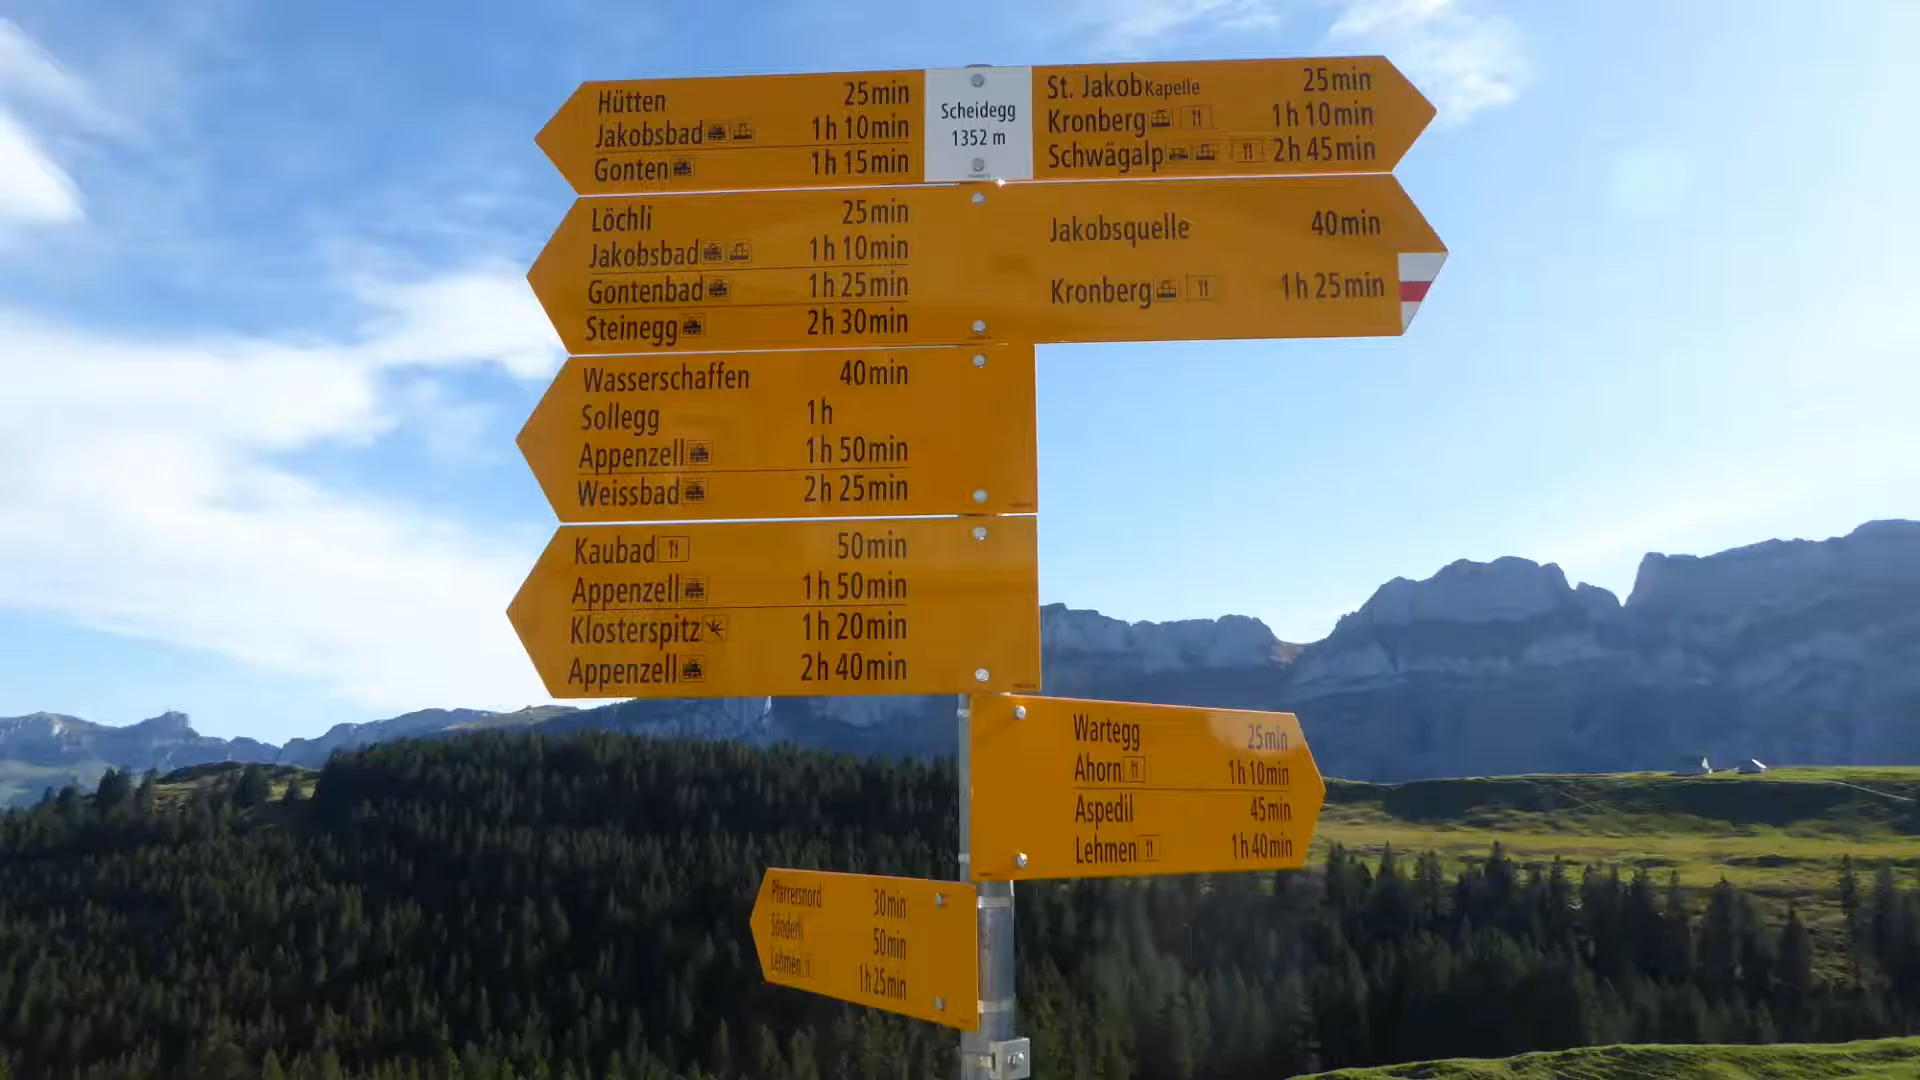 Hütten 25min
Jakobsbad 1h 10min
Gonten 1h 15min
Scheidegg
1352 m
St. Jakob Kapelle 25min
Kronberg 1h 10min
Schwägalp 2h 45min
Löchli 25min
Jakobsbad 1h 10min
Gontenbad 1h 25min
Steinegg 2h 30min
Jakobsquelle 40min
Kronberg 1h 25min
Wasserschaffen 40min
Sollegg 1h
Appenzell 1h 50min
Weissbad 2h 25min
Kaubad 50min
Appenzell 1h 50min
Klosterspitz 1h 20min
Appenzell 2h 40min
Wartegg 25min
Ahorn 1h 10min
Aspedil 45min
Lehmen 1h 40min
30min
50min
Lehmen 1h 25min